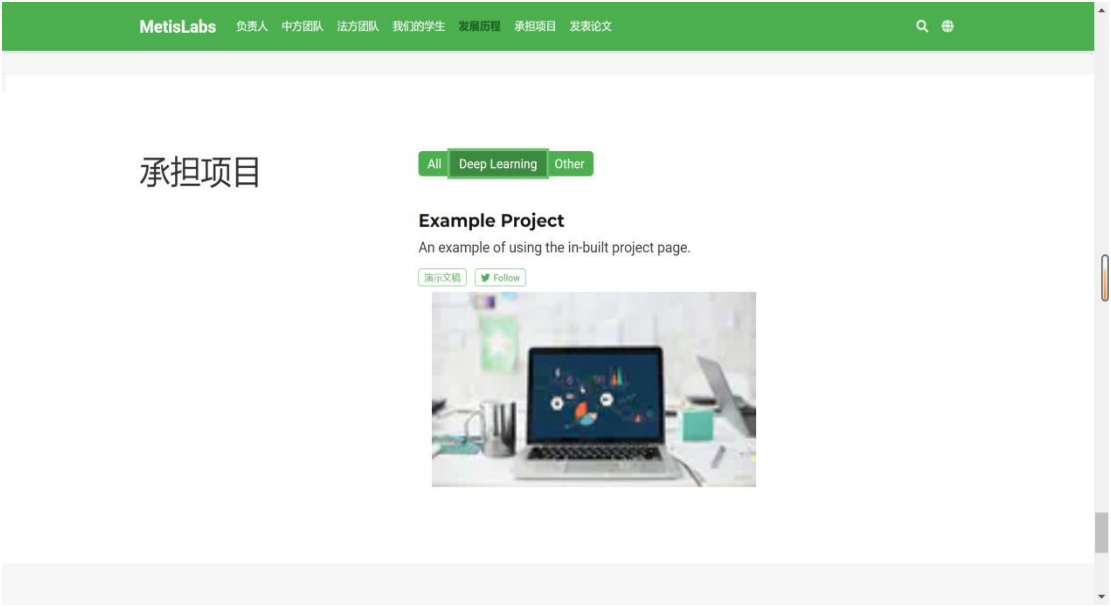 MetisLabs 负责人 中方团队 法方团队 我们的学生 发展历程 承担项目 发表论文
承担项目
All Deep Learning Other
Example Project
An example of using the in-built project page.
演示文稿 Follow